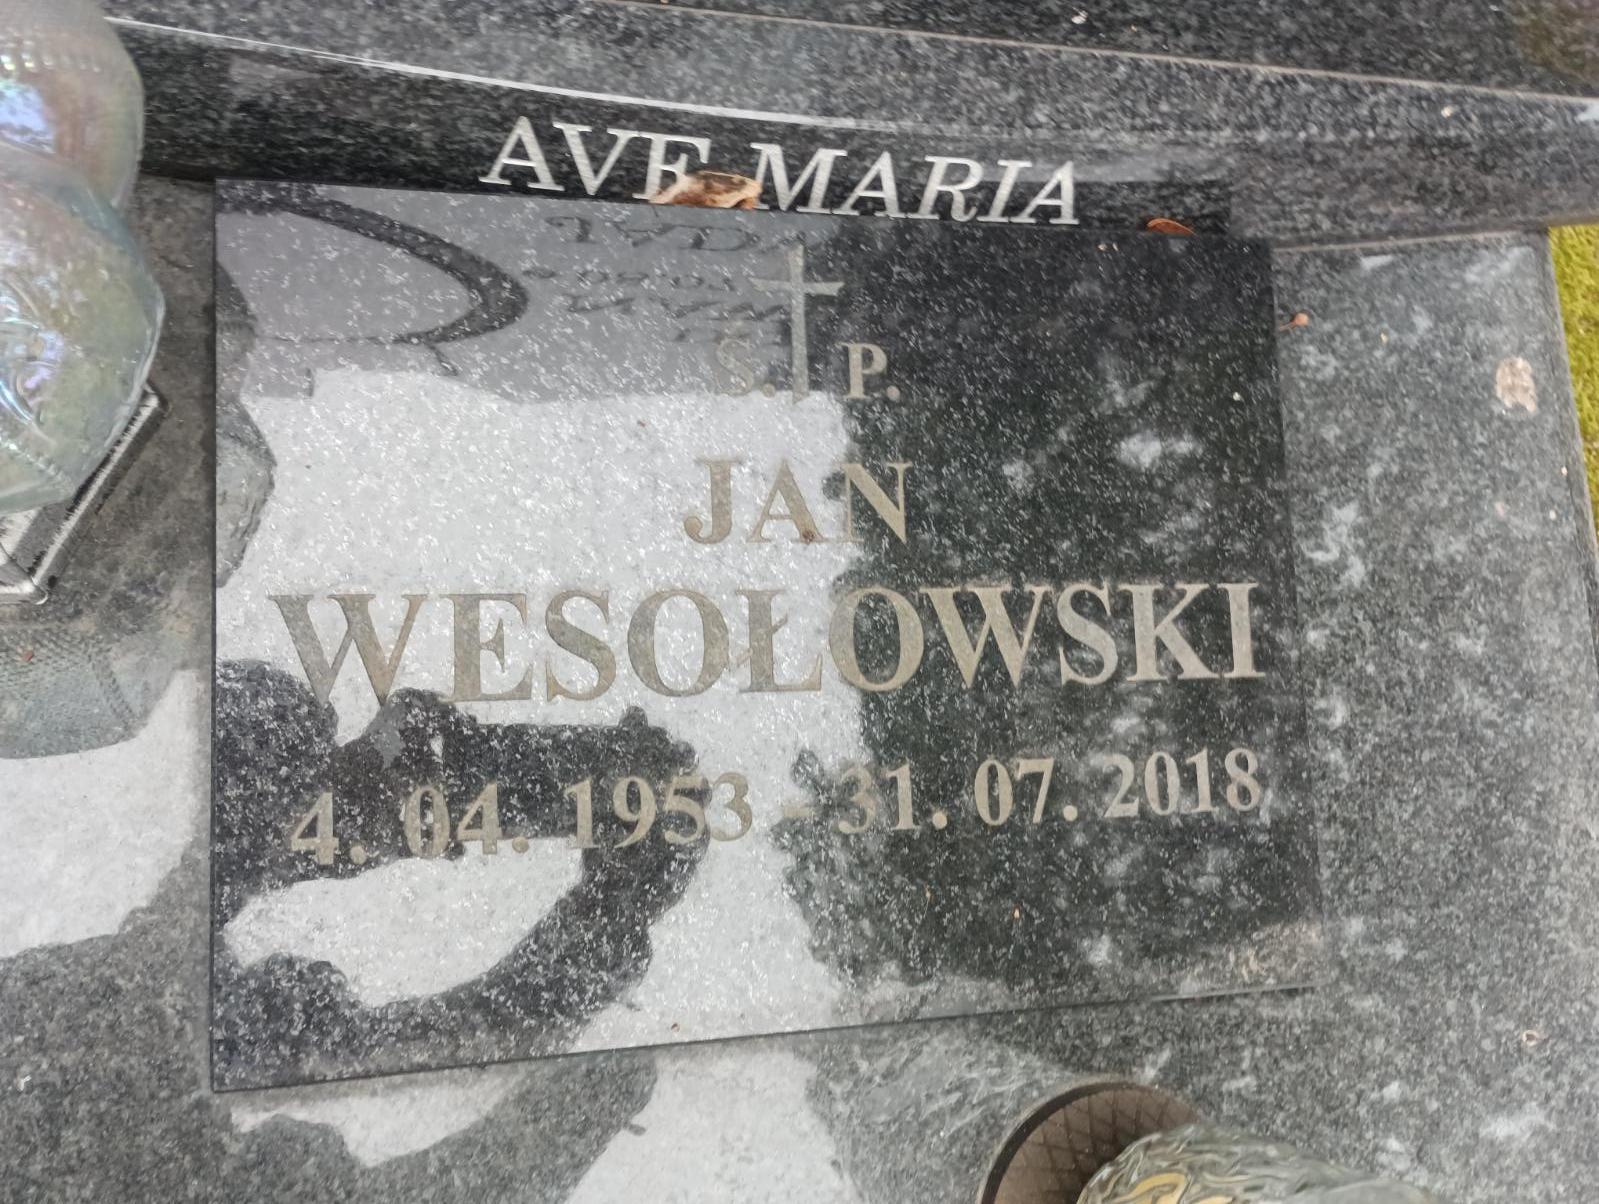 AVE MARIA
Ś. P.
JAN
WESOŁOWSKI
4. 04. 1953 - 31. 07. 2018